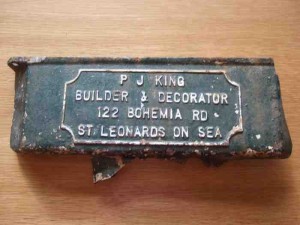 P J KING
BUILDER & DECORATOR
122 BOHEMIA RD
ST LEONARDS ON SEA